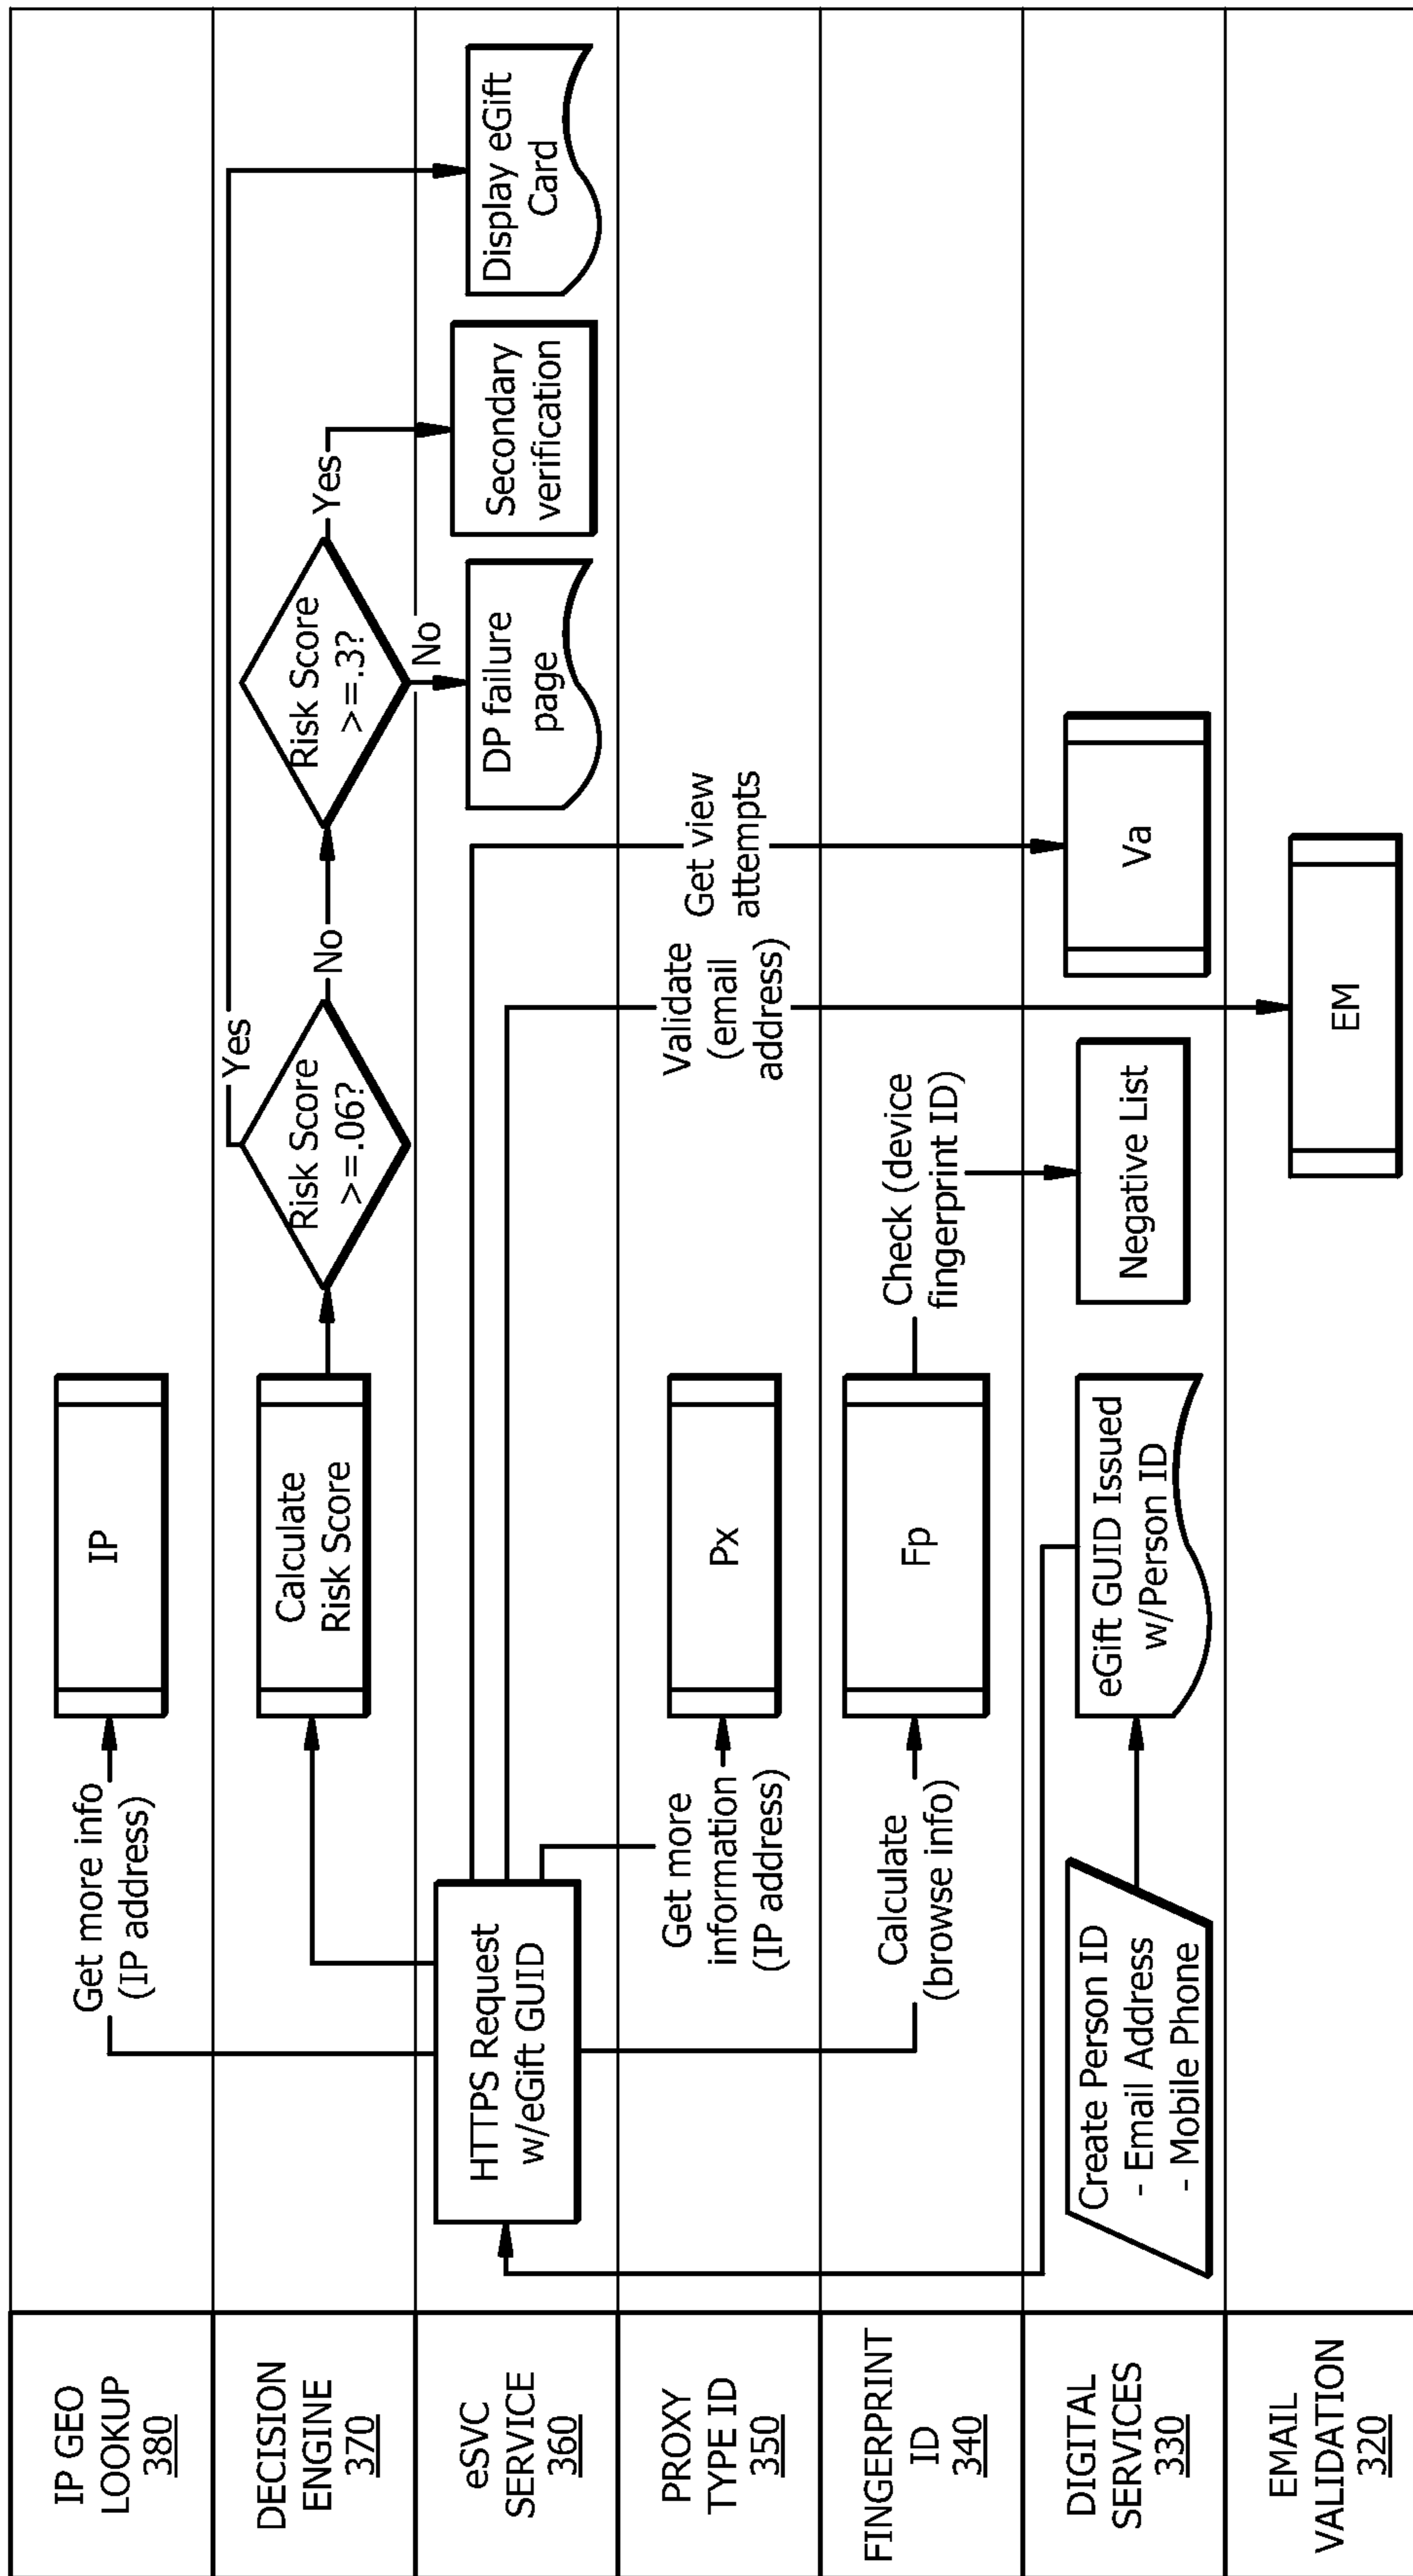 IP GEO
LOOKUP
380
Get more info
(IP address)
IP
DECISION
ENGINE
370
Calculate
Risk Score
Risk Score
>=.06?
Yes
No
Risk Score
>=.3?
Yes
No
eSVC
SERVICE
360
HTTPS Request
w/eGift GUID
DP failure
page
Secondary
verification
Display eGift
Card
PROXY
TYPE ID
350
Get more
information
(IP address)
Px
Validate
(email
address)
Get view
attempts
FINGERPRINT
ID
340
Calculate
(browse info)
Fp
Check (device
fingerprint ID)
DIGITAL
SERVICES
330
Create Person ID
- Email Address
- Mobile Phone
eGift GUID Issued
w/Person ID
Negative List
Va
EMAIL
VALIDATION
320
EM